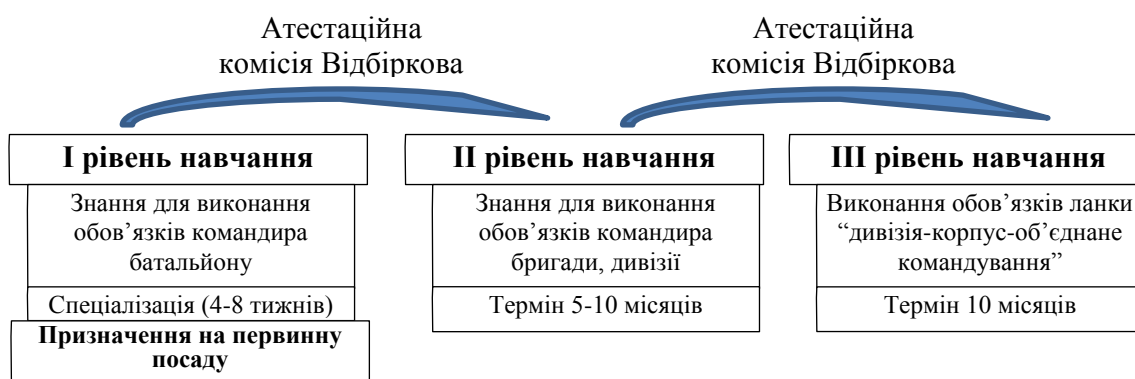 Атестаційна
комісія Відбіркова
Атестаційна
комісія Відбіркова
І рівень навчання
Знання для виконання
обов’язків командира
батальйону
Спеціалізація (4-8 тижнів)
Призначення на первинну
посаду
ІІ рівень навчання
Знання для виконання
обов’язків командира
бригади, дивізії
Термін 5-10 місяців
ІІІ рівень навчання
Виконання обов’язків ланки
“дивізія-корпус-об’єднане
командування”
Термін 10 місяців